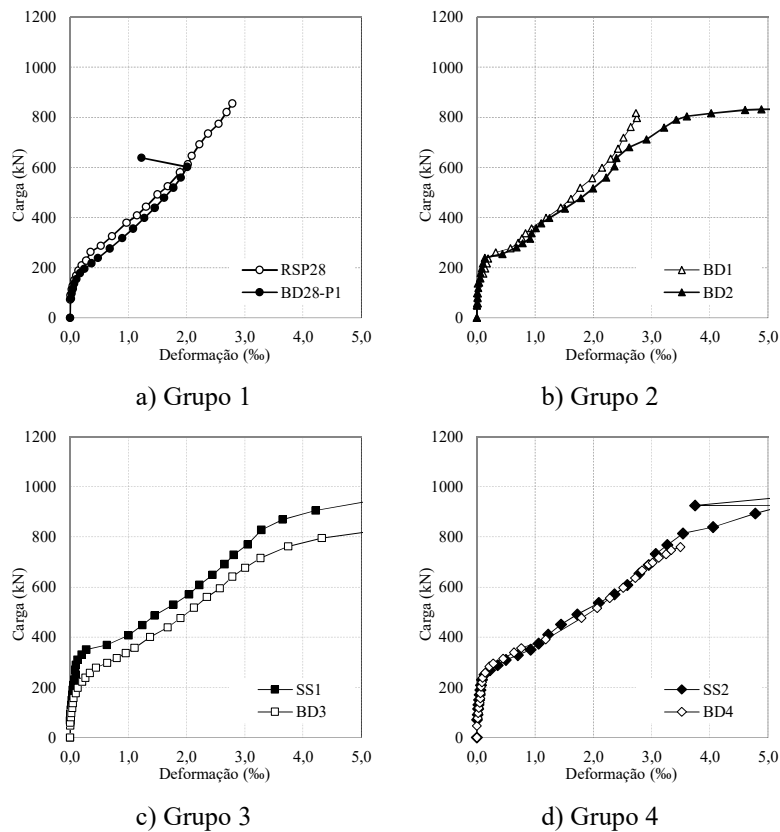 1200
1000
800
600
400
200
0
Carga (kN)
0,0 1,0 2,0 3,0 4,0 5,0
Deformação (‰)
RSP28
BD28-P1
a) Grupo 1
1200
1000
800
600
400
200
0
Carga (kN)
0,0 1,0 2,0 3,0 4,0 5,0
Deformação (‰)
BD1
BD2
b) Grupo 2
1200
1000
800
600
400
200
0
Carga (kN)
0,0 1,0 2,0 3,0 4,0 5,0
Deformação (‰)
SS1
BD3
c) Grupo 3
1200
1000
800
600
400
200
0
Carga (kN)
0,0 1,0 2,0 3,0 4,0 5,0
Deformação (‰)
SS2
BD4
d) Grupo 4